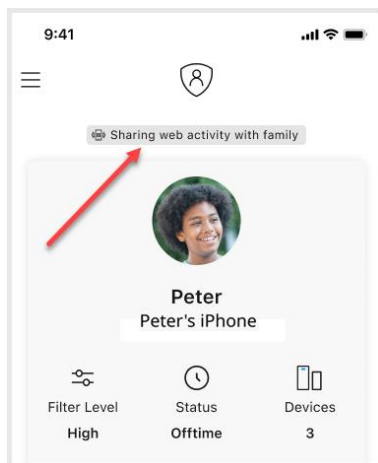 9:41
Sharing web activity with family
Peter
Peter's iPhone
Filter Level Status Devices
High Offtime 3